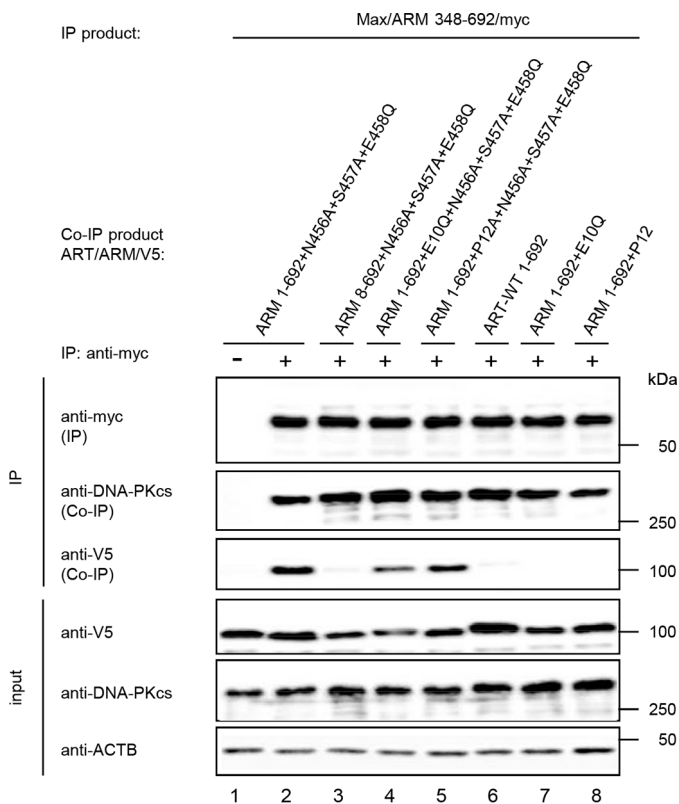 IP product:
Max/ARM 348-692/myc
Co-IP product
ART/ARM/V5:
ARM 1-692+N456A+S457A+E458Q
ARM 8-692+N456A+S457A+E458Q
ARM 1-692+E10Q+N456A+S457A+E458Q
ARM 1-692+P12A+N456A+S457A+E458Q
ART-WT 1-692
ARM 1-692+E10Q
ARM 1-692+P12
IP: anti-myc
- + + + + + + +
kDa
IP
anti-myc
(IP)
50
anti-DNA-PKcs
(Co-IP)
250
anti-V5
(Co-IP)
100
input
anti-V5
100
anti-DNA-PKcs
250
anti-ACTB
50
1 2 3 4 5 6 7 8